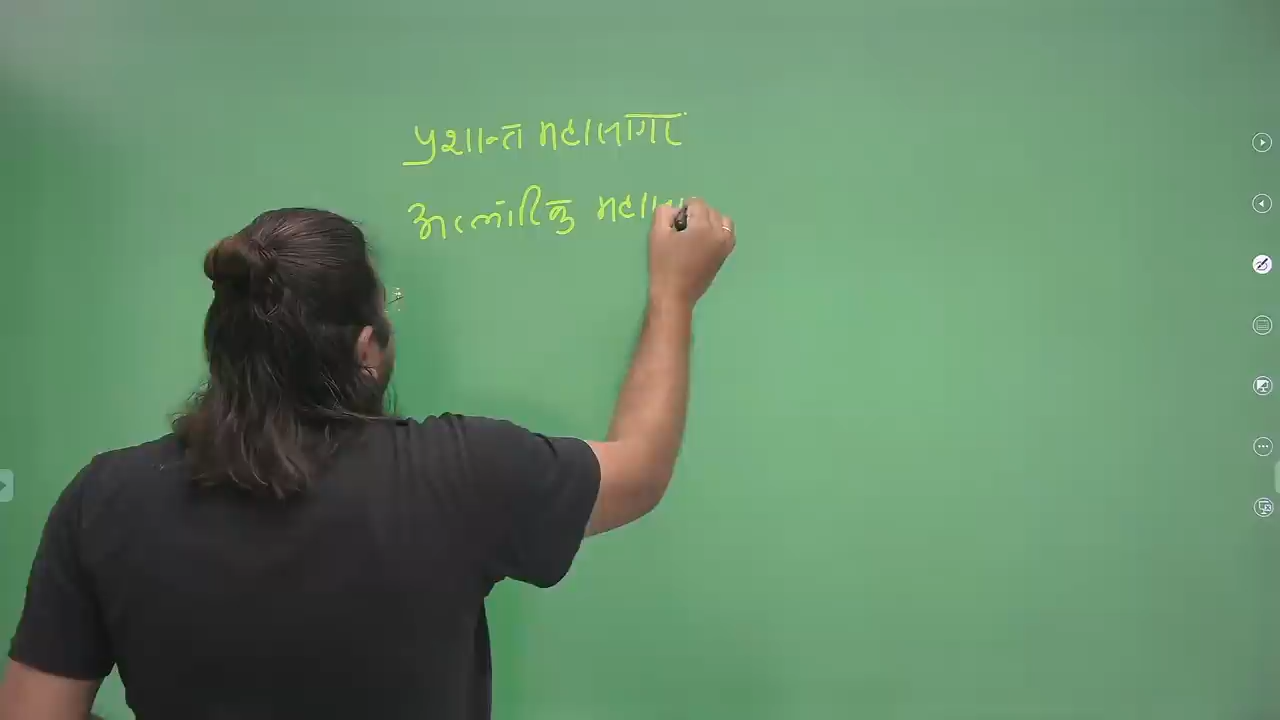 प्रशान्त महासागर
अटलांटिक महासा